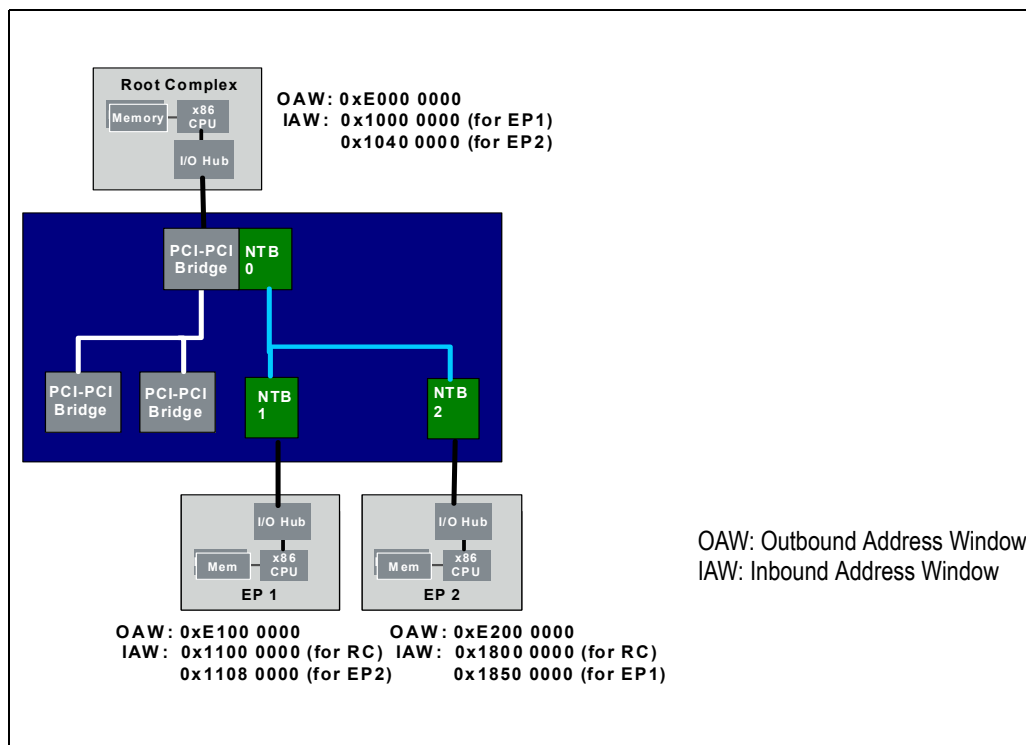 Root Complex
Memory
x86
CPU
I/O Hub
OAW: 0xE000 0000
IAW: 0x1000 0000 (for EP1)
0x1040 0000 (for EP2)
PCI-PCI
Bridge
NTB
0
PCI-PCI
Bridge
PCI-PCI
Bridge
NTB
1
NTB
2
I/O Hub
Mem
x86
CPU
EP 1
I/O Hub
Mem
x86
CPU
EP 2
OAW: Outbound Address Window
IAW: Inbound Address Window
OAW: 0xE100 0000
IAW: 0x1100 0000 (for RC)
0x1108 0000 (for EP2)
OAW: 0xE200 0000
IAW: 0x1800 0000 (for RC)
0x1850 0000 (for EP1)